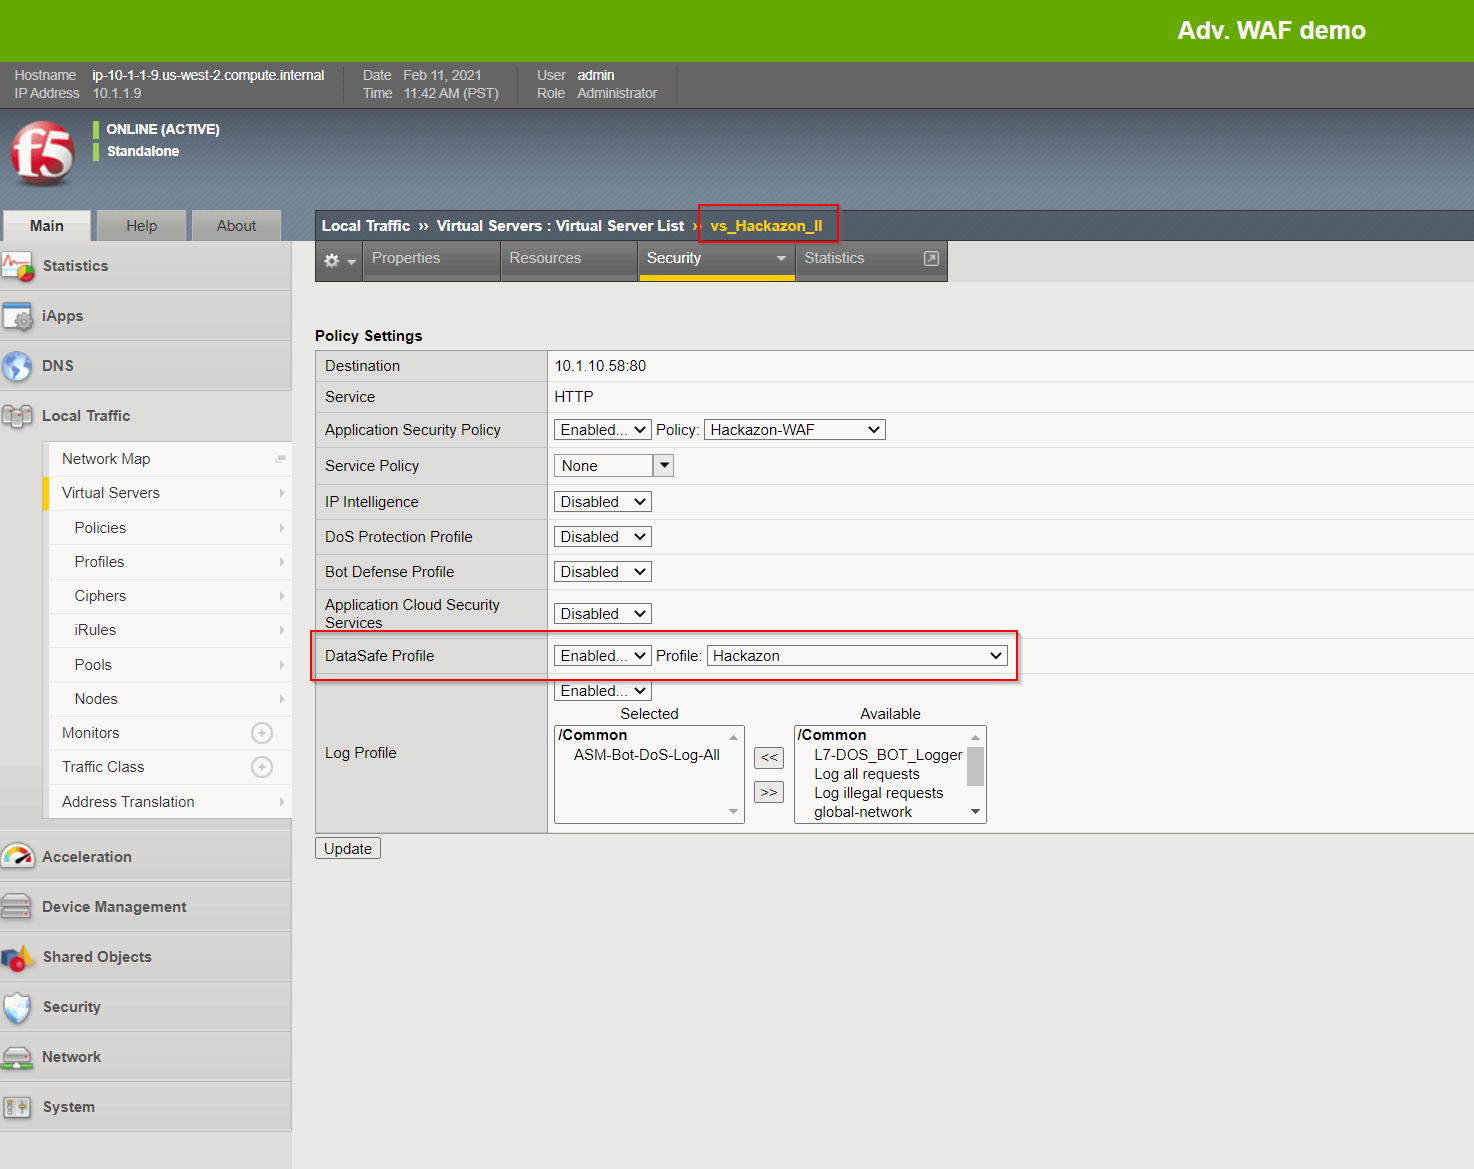 Adv. WAF demo
Hostname ip-10-1-1-9.us-west-2.compute.internal Date Feb 11, 2021 User admin
IP Address 10.1.1.9 Time 11:42 AM (PST) Role Administrator
f5
ONLINE (ACTIVE)
Standalone
Main Help About
Local Traffic ›› Virtual Servers : Virtual Server List ›› vs_Hackazon_II
Properties Resources Security Statistics
Statistics
iApps
DNS
Local Traffic
Network Map
Virtual Servers
Policies
Profiles
Ciphers
iRules
Pools
Nodes
Monitors
Traffic Class
Address Translation
Acceleration
Device Management
Shared Objects
Security
Network
System
Policy Settings
Destination 10.1.10.58:80
Service HTTP
Application Security Policy Enabled... Policy: Hackazon-WAF
Service Policy None
IP Intelligence Disabled
DoS Protection Profile Disabled
Bot Defense Profile Disabled
Application Cloud Security
Services Disabled
DataSafe Profile Enabled... Profile: Hackazon
Enabled...
Selected Available
Log Profile
/Common
ASM-Bot-DoS-Log-All
<<
>>
/Common
L7-DOS_BOT_Logger
Log all requests
Log illegal requests
global-network
Update